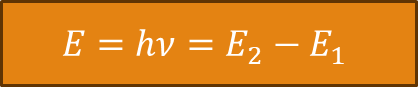 E = hν = E₂ − E₁